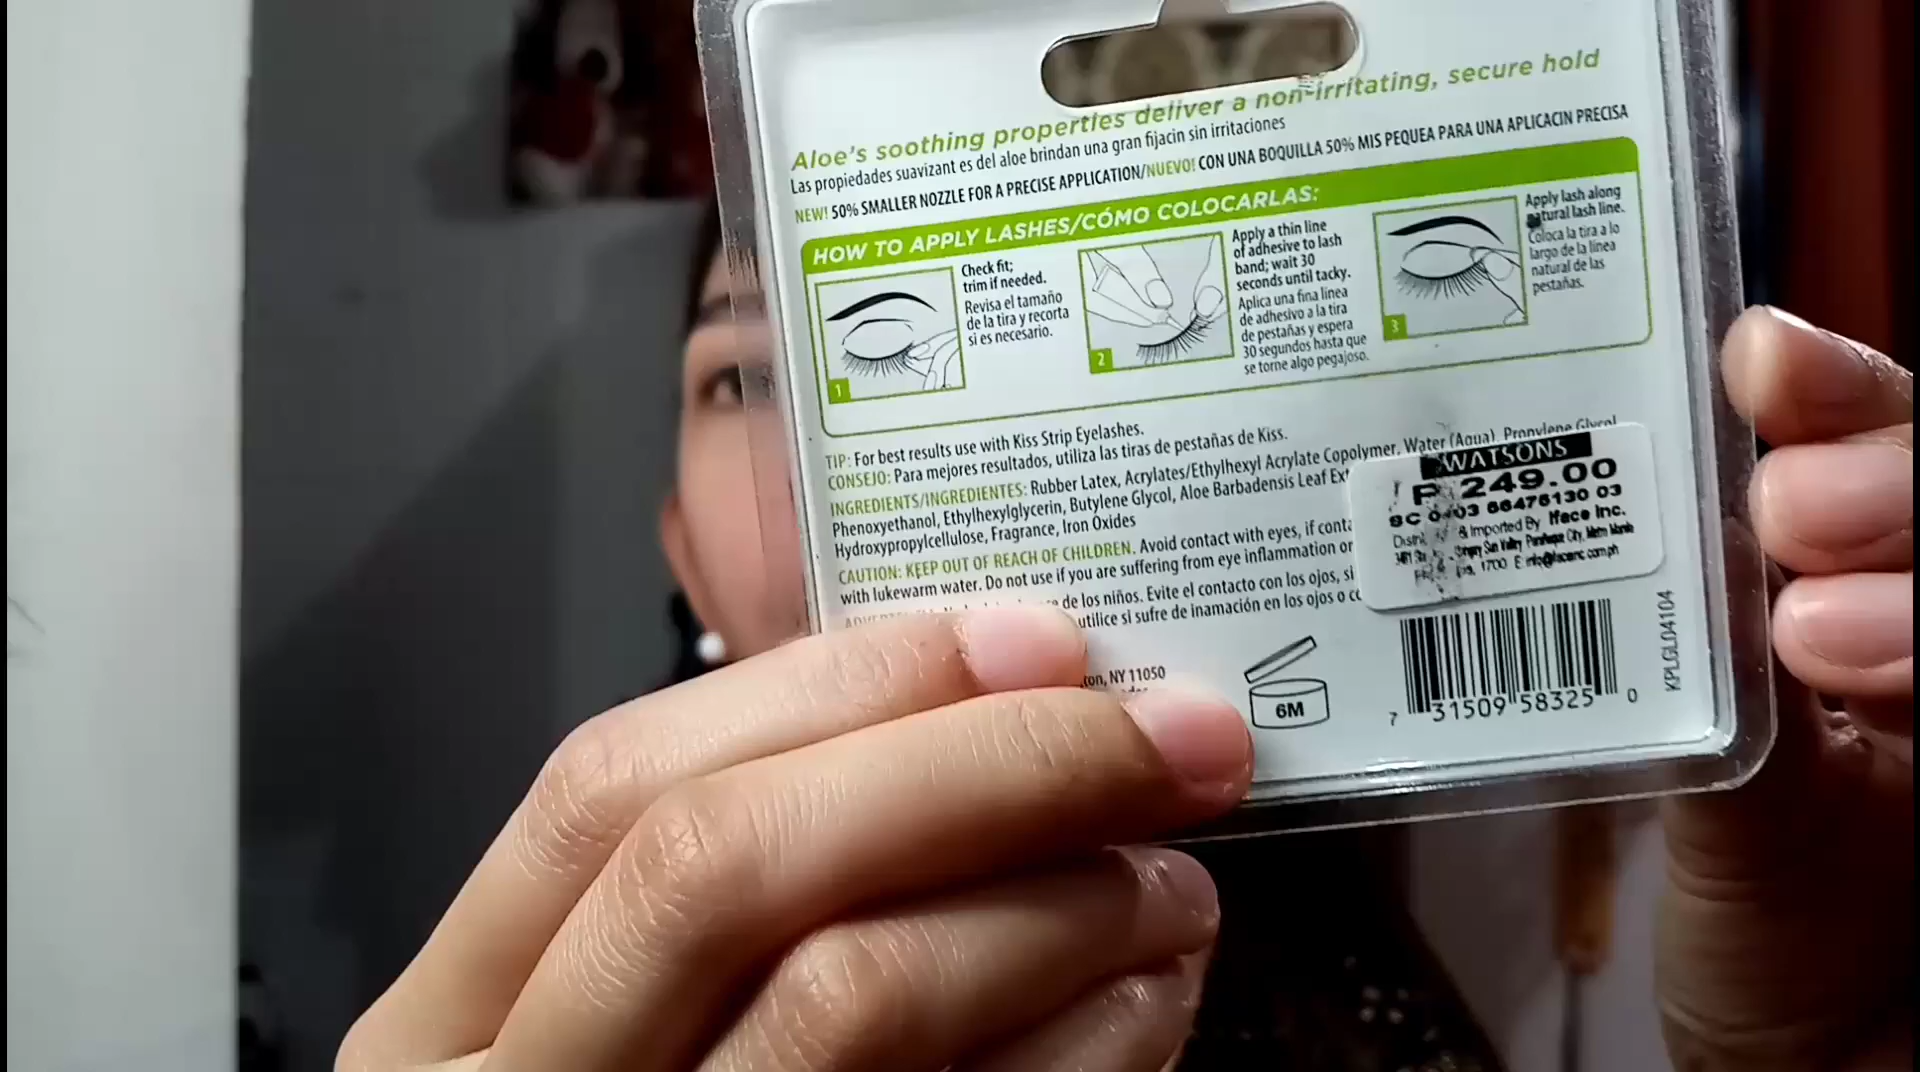 Aloe's soothing properties deliver a non-irritating, secure hold
Las propiedades suavizant es del aloe brindan una gran fijacin sin irritaciones
NEW! 50% SMALLER NOZZLE FOR A PRECISE APPLICATION/NUEVO! CON UNA BOQUILLA 50% MIS PEQUEA PARA UNA APLICACIN PRECISA
HOW TO APPLY LASHES/CÓMO COLOCARLAS:
1
Check fit;
trim if needed.
Revisa el tamaño
de la tira y recorta
si es necesario.
2
Apply a thin line
of adhesive to lash
band; wait 30
seconds until tacky.
Aplica una fina línea
de adhesivo a la tira
de pestañas y espera
30 segundos hasta que
se torne algo pegajoso.
3
Apply lash along
natural lash line.
Coloca la tira a lo
largo de la línea
natural de las
pestañas.
TIP: For best results use with Kiss Strip Eyelashes.
CONSEJO: Para mejores resultados, utiliza las tiras de pestañas de Kiss.
INGREDIENTS/INGREDIENTES: Rubber Latex, Acrylates/Ethylhexyl Acrylate Copolymer, Water (Aqua), Propylene Glycol
Phenoxyethanol, Ethylhexylglycerin, Butylene Glycol, Aloe Barbadensis Leaf Ext
Hydroxypropylcellulose, Fragrance, Iron Oxides
CAUTION: KEEP OUT OF REACH OF CHILDREN. Avoid contact with eyes, if conta
with lukewarm water. Do not use if you are suffering from eye inflammation or
de los niños. Evite el contacto con los ojos, si
utilice si sufre de inamación en los ojos o co
ton, NY 11050
6M
WATSONS
P 249.00
& Imported By Iface Inc.
1700
7 31509 58325 0
KPLGL04104